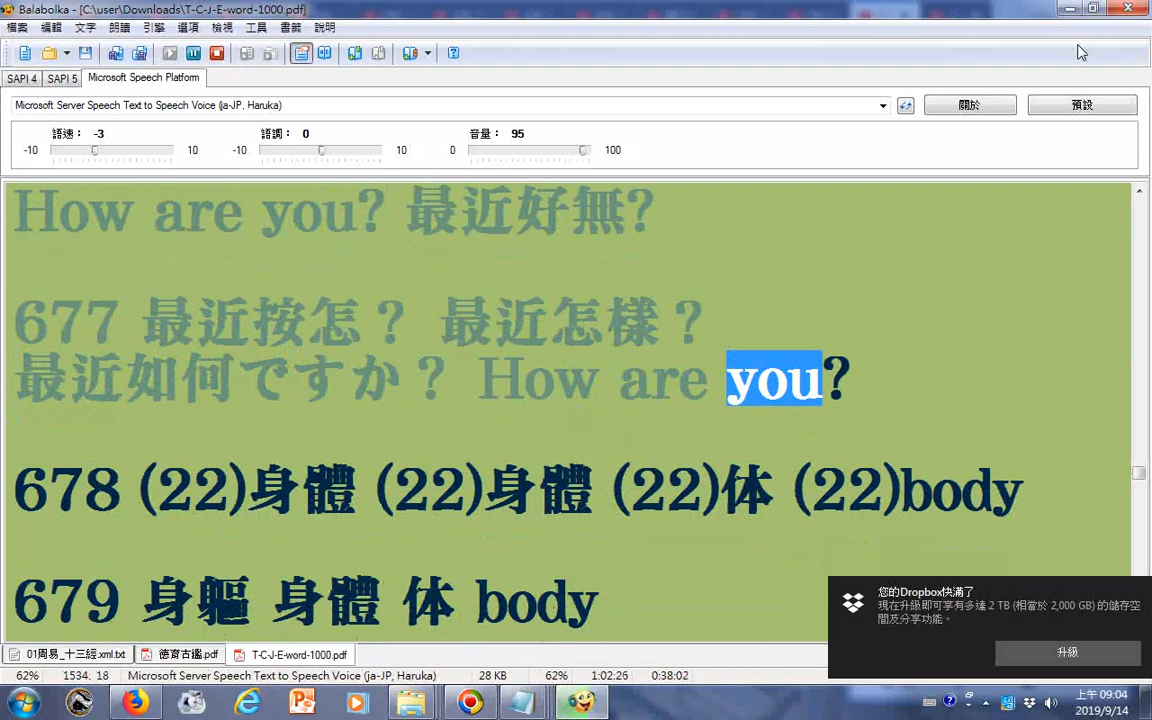 Balabolka - [C:\user\Downloads\T-C-J-E-word-1000.pdf]
檔案 編輯 文字 朗讀 引擎 選項 檢視 工具 書籤 說明
SAPI 4 SAPI 5 Microsoft Speech Platform
Microsoft Server Speech Text to Speech Voice (ja-JP, Haruka) 關於 預設
語速： -3 語調： 0 音量： 95
-10 10 -10 10 0 100
How are you? 最近好無?
677 最近按怎？ 最近怎樣？
最近如何ですか？ How are you?
678 (22)身體 (22)身體 (22)体 (22)body
679 身軀 身體 体 body
您的Dropbox快滿了
現在升級即可享有多達 2 TB (相當於 2,000 GB) 的儲存空
間及分享功能。
升級
01周易_十三經.xml.txt 德育古鑑.pdf T-C-J-E-word-1000.pdf
62% 1534: 18 Microsoft Server Speech Text to Speech Voice (ja-JP, Haruka) 28 KB 62% 1:02:26 0:38:02
上午 09:04
2019/9/14